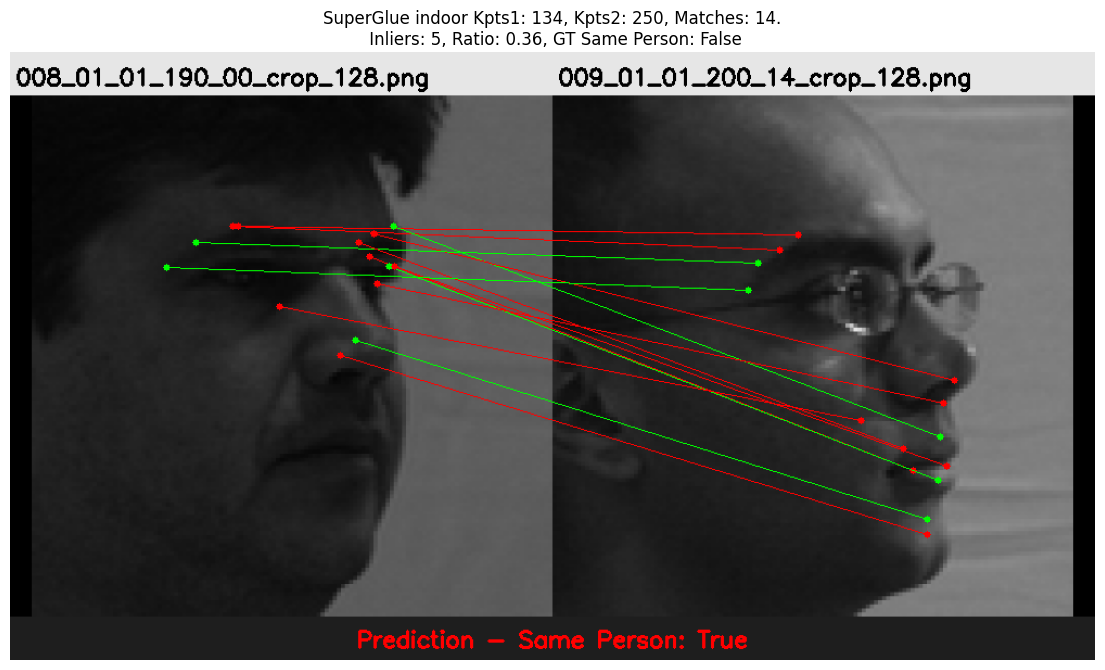 SuperGlue indoor Kpts1: 134, Kpts2: 250, Matches: 14.
Inliers: 5, Ratio: 0.36, GT Same Person: False
008_01_01_190_00_crop_128.png
009_01_01_200_14_crop_128.png
Prediction - Same Person: True